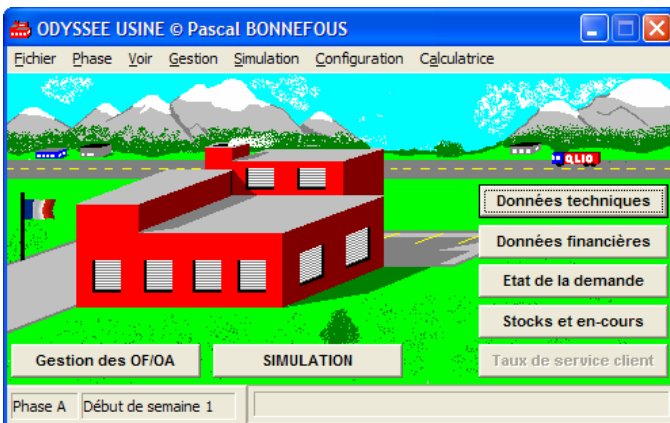 ODYSSEE USINE © Pascal BONNEFOUS
Fichier Phase Voir Gestion Simulation Configuration Calculatrice
QLIO
Données techniques
Données financières
Etat de la demande
Stocks et en-cours
Gestion des OF/OA SIMULATION Taux de service client
Phase A Début de semaine 1